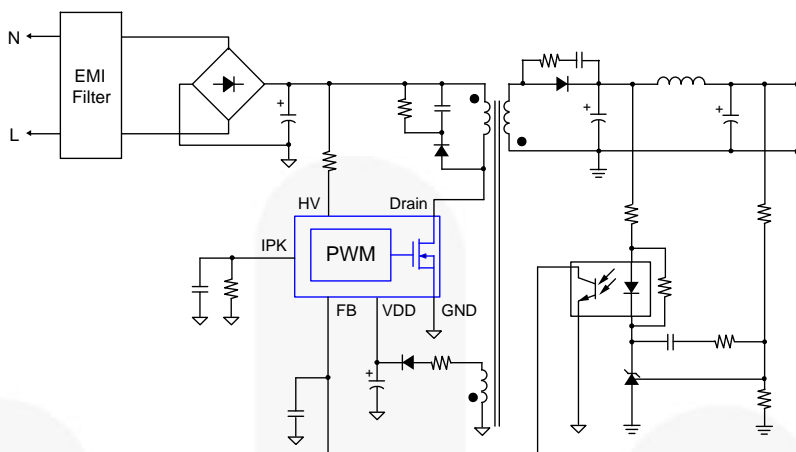 N
EMI
Filter
L
HV
Drain
IPK
PWM
FB
VDD
GND
+
+
+
+